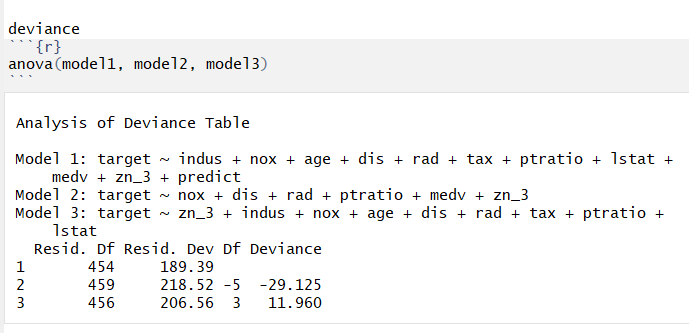 deviance
```{r}
anova(model1, model2, model3)
```
Analysis of Deviance Table
Model 1: target ~ indus + nox + age + dis + rad + tax + ptratio + lstat +
    medv + zn_3 + predict
Model 2: target ~ nox + dis + rad + ptratio + medv + zn_3
Model 3: target ~ zn_3 + indus + nox + age + dis + rad + tax + ptratio +
    lstat
  Resid. Df Resid. Dev Df Deviance
1       454     189.39
2       459     218.52 -5  -29.125
3       456     206.56  3   11.960